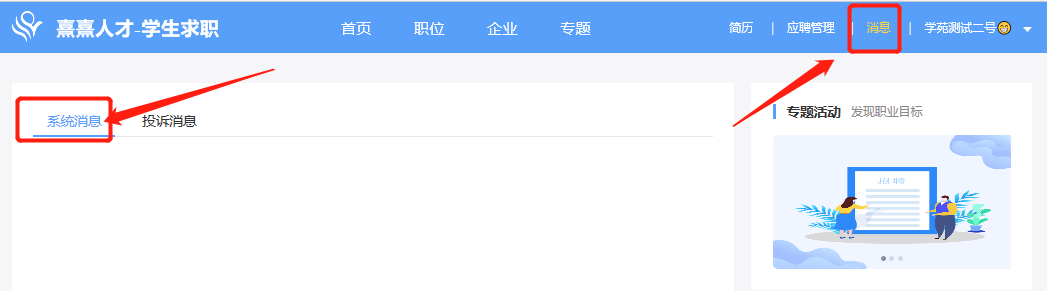 熹熹人才-学生求职 首页 职位 企业 专题 简历 | 应聘管理 | 消息 | 学苑测试二号
系统消息 投诉消息
专题活动 发现职业目标
招聘